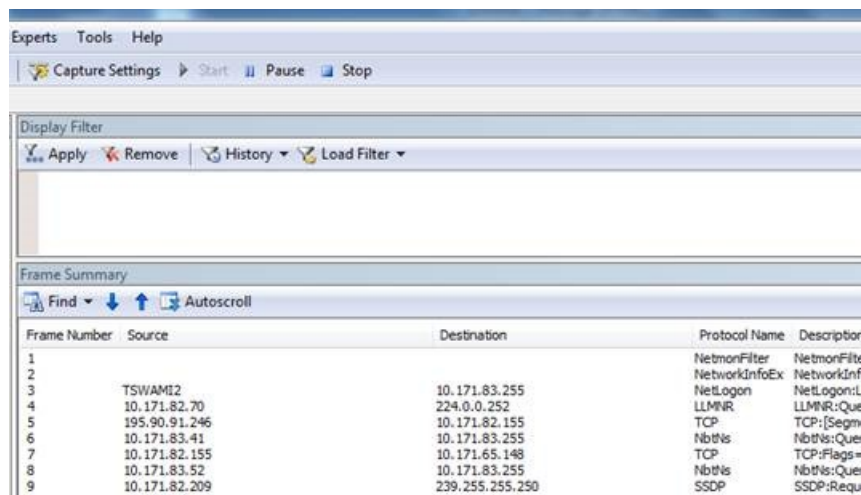 Experts Tools Help
Capture Settings Start Pause Stop
Display Filter
Apply Remove History Load Filter
Frame Summary
Find Autoscroll
Frame Number Source Destination Protocol Name Description
1 NetmonFilter NetmonFilte
2 NetworkInfoEx NetworkInf
3 TSWAMI2 10.171.83.255 NetLogon NetLogon:L
4 10.171.82.70 224.0.0.252 LLMNR LLMNR:Que
5 195.90.91.246 10.171.82.155 TCP TCP:[Segm
6 10.171.83.41 10.171.83.255 NbtNs NbtNs:Que
7 10.171.82.155 10.171.65.148 TCP TCP:Flags=
8 10.171.83.52 10.171.83.255 NbtNs NbtNs:Que
9 10.171.82.209 239.255.255.250 SSDP SSDP:Requ